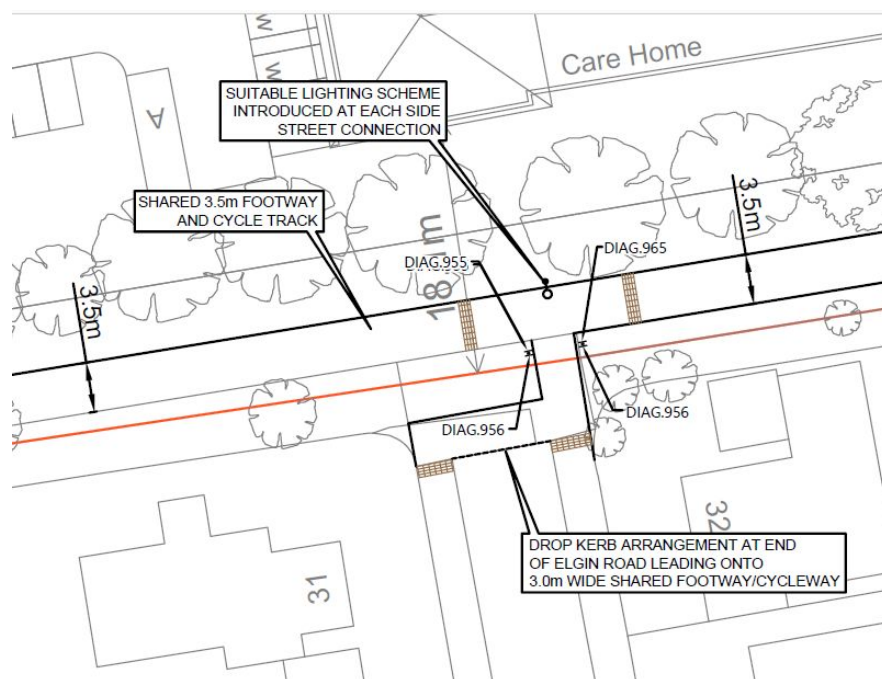 Care Home
SUITABLE LIGHTING SCHEME
INTRODUCED AT EACH SIDE
STREET CONNECTION
W
W
A
SHARED 3.5m FOOTWAY
AND CYCLE TRACK
3.5m
DIAG.965
DIAG.955
3.5m
DIAG.956
DIAG.956
32
DROP KERB ARRANGEMENT AT END
OF ELGIN ROAD LEADING ONTO
3.0m WIDE SHARED FOOTWAY/CYCLEWAY
31